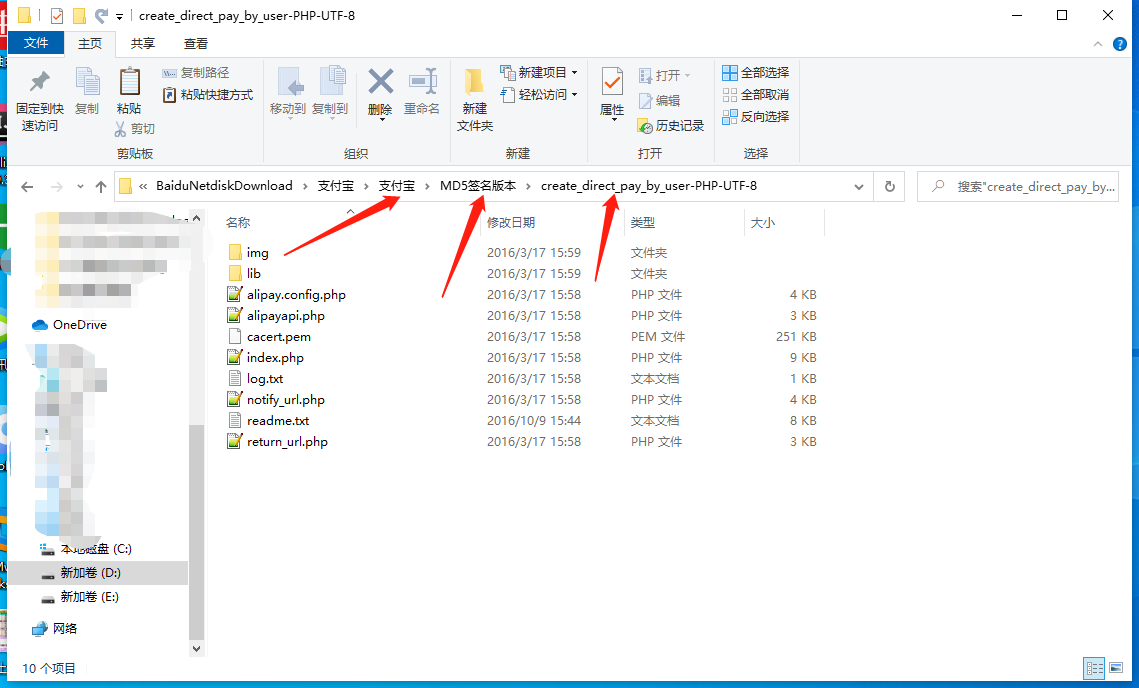 create_direct_pay_by_user-PHP-UTF-8
文件 主页 共享 查看
固定到快速访问
复制
粘贴
复制路径
粘贴快捷方式
剪切
剪贴板
移动到
复制到
删除
重命名
组织
新建文件夹
新建项目
轻松访问
新建
属性
打开
编辑
历史记录
打开
全部选择
全部取消
反向选择
选择
« BaiduNetdiskDownload › 支付宝 › 支付宝 › MD5签名版本 › create_direct_pay_by_user-PHP-UTF-8
搜索"create_direct_pay_by...
名称 修改日期 类型 大小
img 2016/3/17 15:59 文件夹
lib 2016/3/17 15:59 文件夹
alipay.config.php 2016/3/17 15:58 PHP 文件 4 KB
alipayapi.php 2016/3/17 15:58 PHP 文件 3 KB
cacert.pem 2016/3/17 15:58 PEM 文件 251 KB
index.php 2016/3/17 15:58 PHP 文件 9 KB
log.txt 2016/3/17 15:58 文本文档 1 KB
notify_url.php 2016/3/17 15:58 PHP 文件 4 KB
readme.txt 2016/10/9 15:44 文本文档 8 KB
return_url.php 2016/3/17 15:58 PHP 文件 3 KB
OneDrive
本地磁盘 (C:)
新加卷 (D:)
新加卷 (E:)
网络
10 个项目